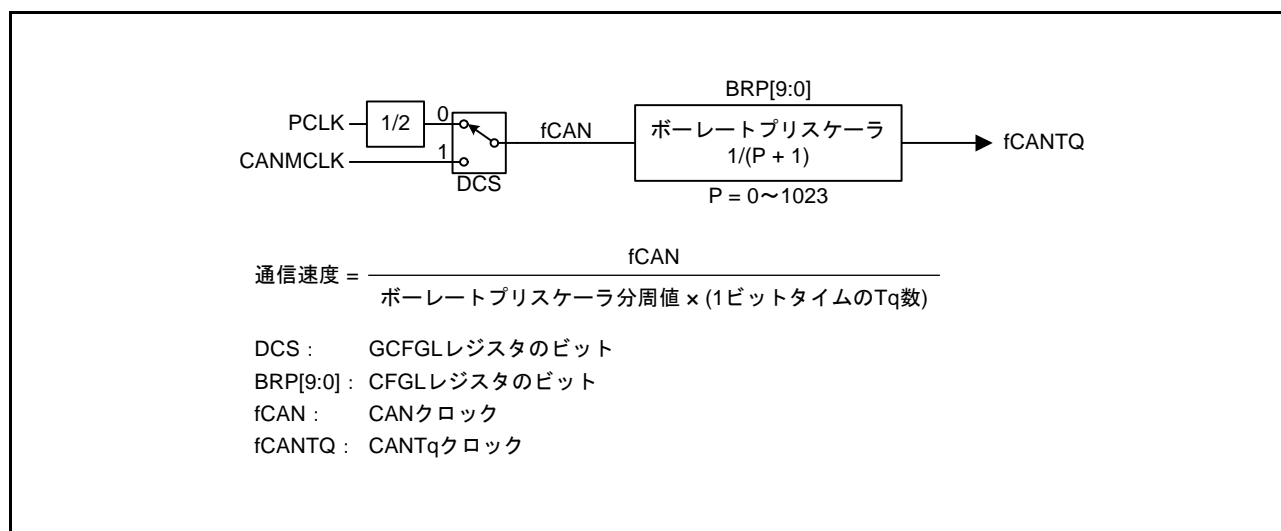 BRP[9:0]
PCLK 1/2 0 fCAN ボーレートプリスケーラ fCANTQ
CANMCLK 1 1/(P + 1)
DCS P = 0～1023
通信速度 = fCAN
ボーレートプリスケーラ分周値 × (1ビットタイムのTq数)
DCS : GCFGLレジスタのビット
BRP[9:0] : CFGLレジスタのビット
fCAN : CANクロック
fCANTQ : CANTqクロック